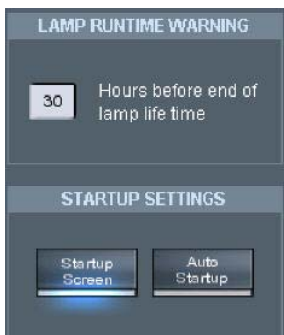 LAMP RUNTIME WARNING
30
Hours before end of
lamp life time
STARTUP SETTINGS
Startup
Screen
Auto
Startup